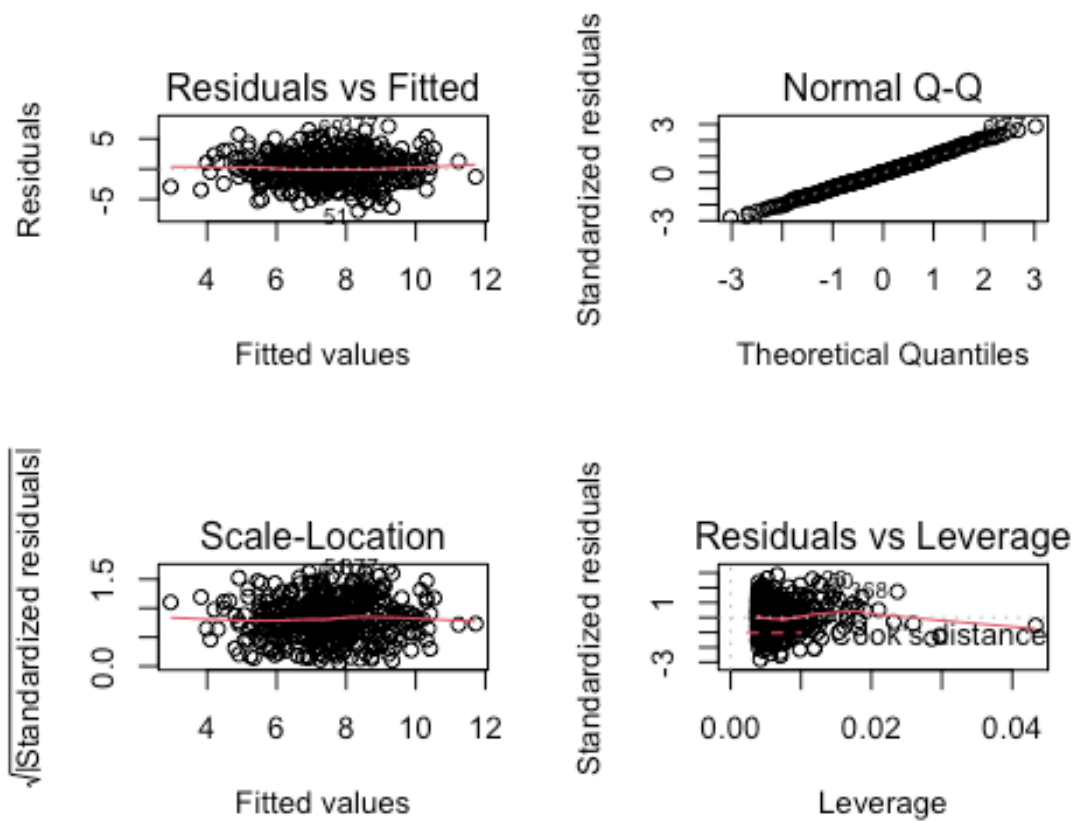 Residuals vs Fitted
Residuals
5
-5
51
4 6 8 10 12
Fitted values
Normal Q-Q
Standardized residuals
3
0
-3
-3 -1 0 1 2 3
Theoretical Quantiles
Scale-Location
√|Standardized residuals|
1.5
0.0
4 6 8 10 12
Fitted values
Residuals vs Leverage
Standardized residuals
1
-3
68
distance
0.00 0.02 0.04
Leverage